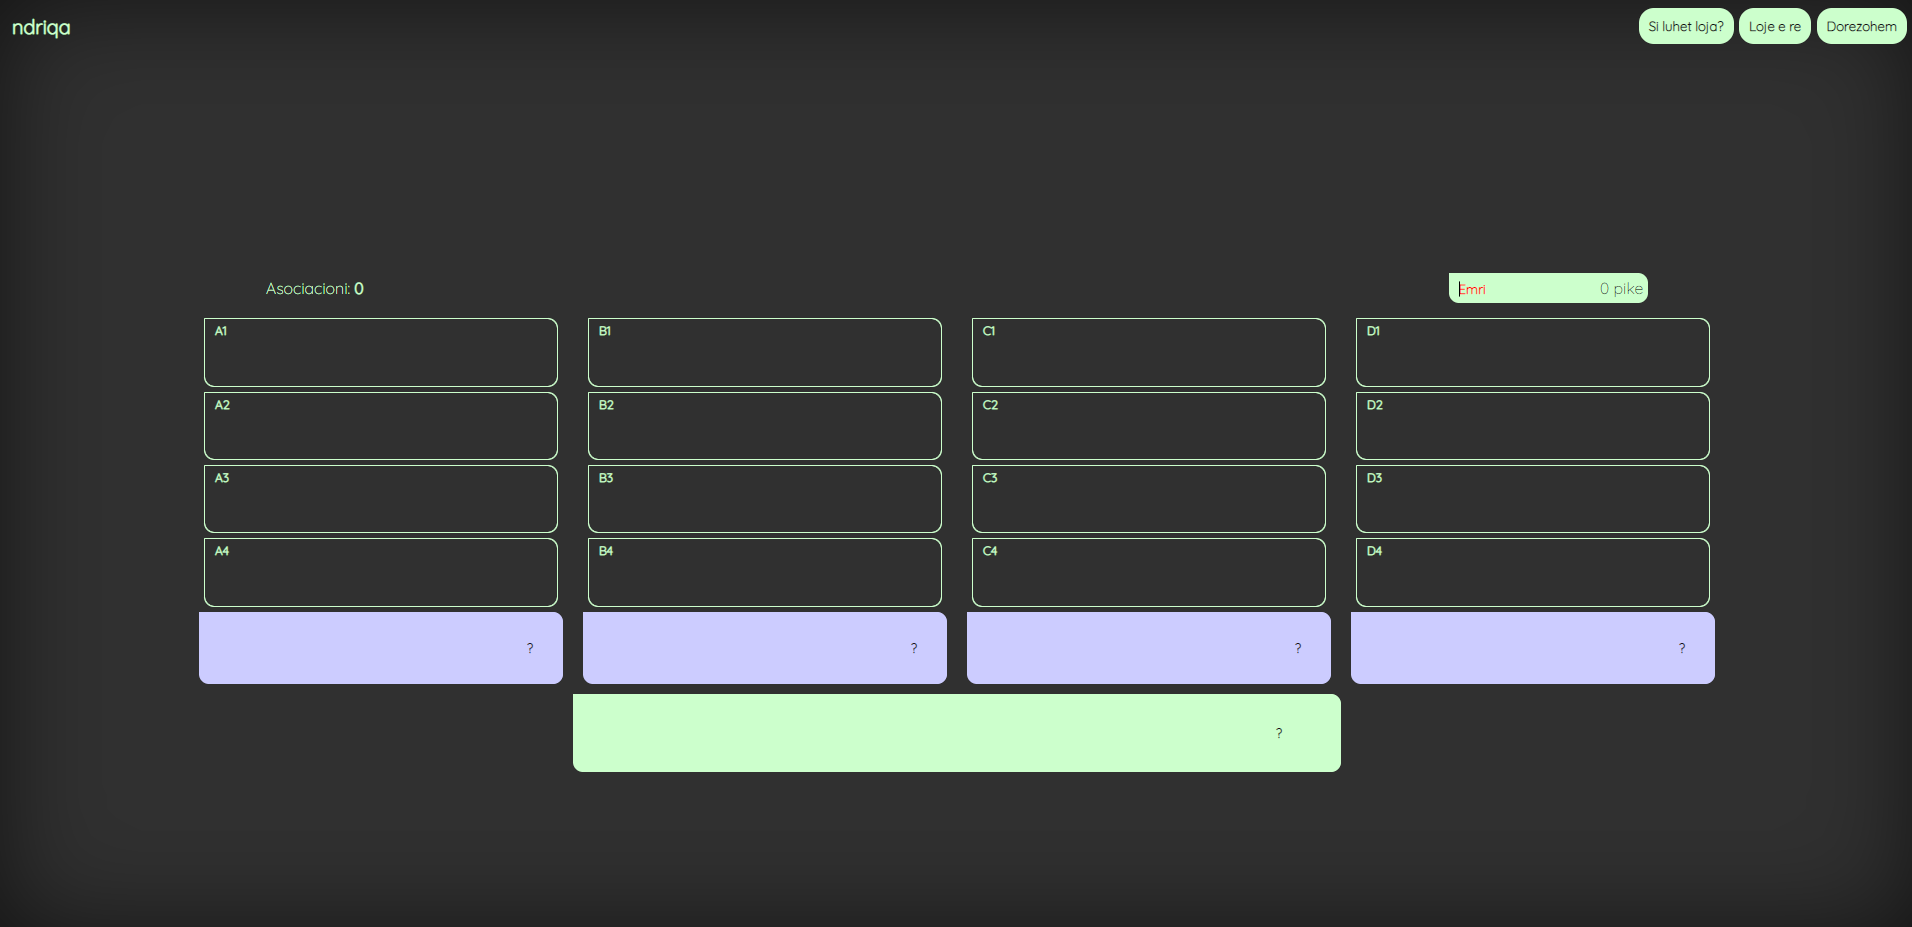 ndriqa
Si luhet loja? Loje e re Dorezohem
Asociacioni: 0
Emri 0 pike
A1 B1 C1 D1
A2 B2 C2 D2
A3 B3 C3 D3
A4 B4 C4 D4
? ? ? ?
?